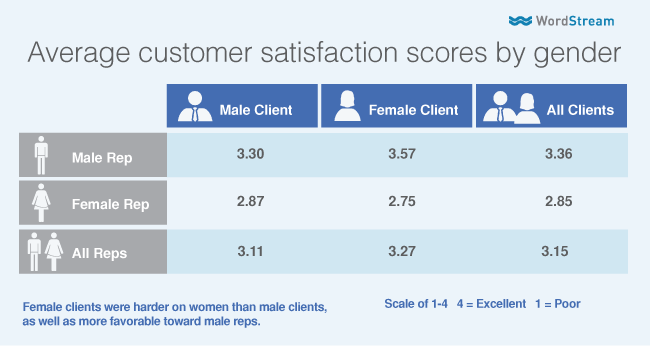 WordStream
Average customer satisfaction scores by gender
Male Client Female Client All Clients
Male Rep 3.30 3.57 3.36
Female Rep 2.87 2.75 2.85
All Reps 3.11 3.27 3.15
Female clients were harder on women than male clients,
as well as more favorable toward male reps.
Scale of 1-4 4 = Excellent 1 = Poor